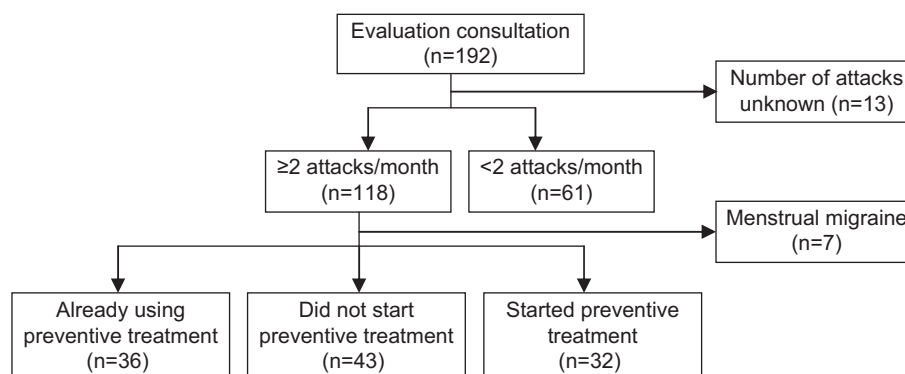 Evaluation consultation
(n=192)
Number of attacks
unknown (n=13)
≥2 attacks/month
(n=118)
<2 attacks/month
(n=61)
Menstrual migraine
(n=7)
Already using
preventive treatment
(n=36)
Did not start
preventive treatment
(n=43)
Started preventive
treatment
(n=32)